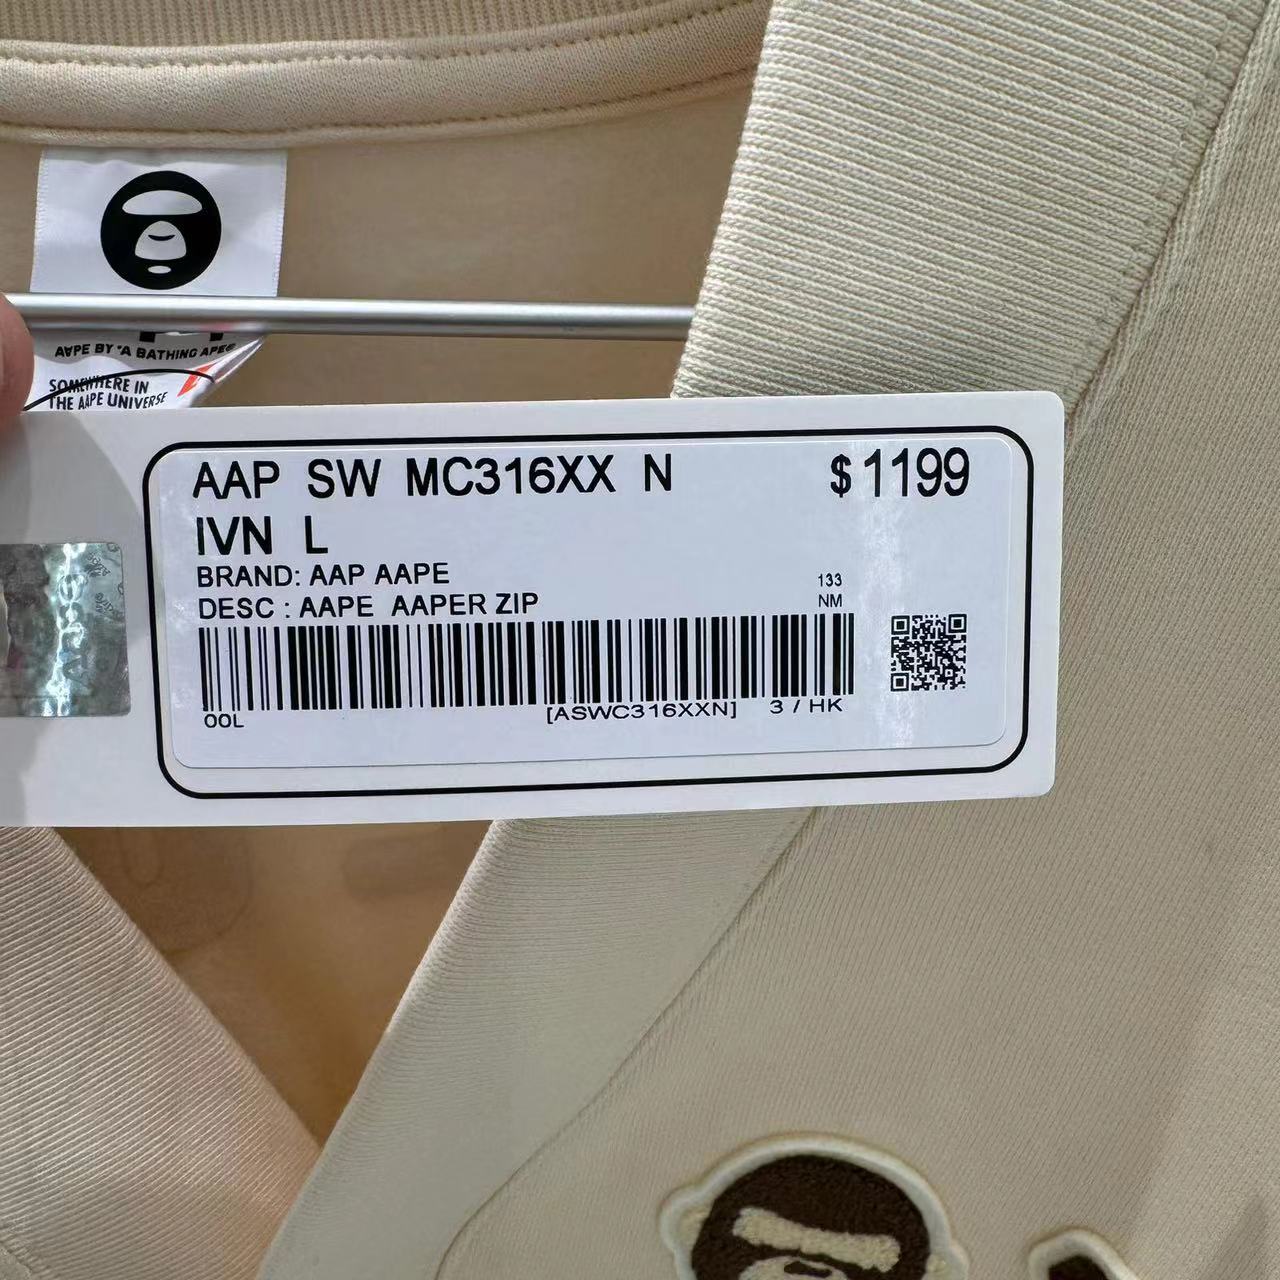 AAPE BY *A BATHING APE®
SOMEWHERE IN
THE AAPE UNIVERSE
AAP SW MC316XX N $1199
IVN L
BRAND: AAP AAPE 133
DESC : AAPE AAPER ZIP NM
00L [ASWC316XXN] 3 / HK